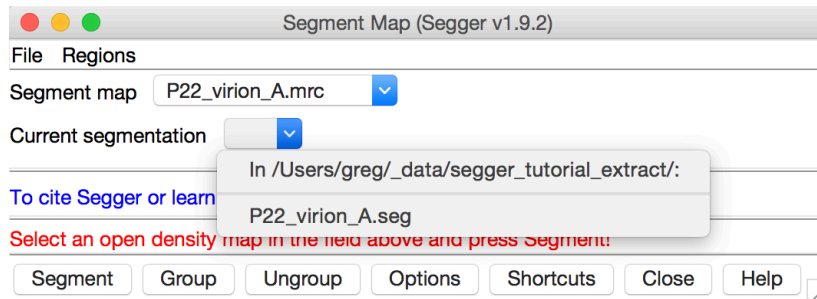 Segment Map (Segger v1.9.2)
File Regions
Segment map P22_virion_A.mrc
Current segmentation
In /Users/greg/_data/segger_tutorial_extract/:
To cite Segger or learn
P22_virion_A.seg
Select an open density map in the field above and press Segment!
Segment Group Ungroup Options Shortcuts Close Help